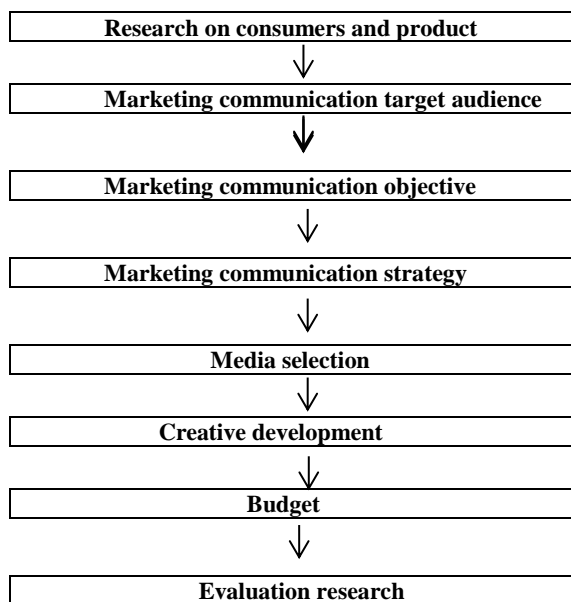 Research on consumers and product
Marketing communication target audience
Marketing communication objective
Marketing communication strategy
Media selection
Creative development
Budget
Evaluation research